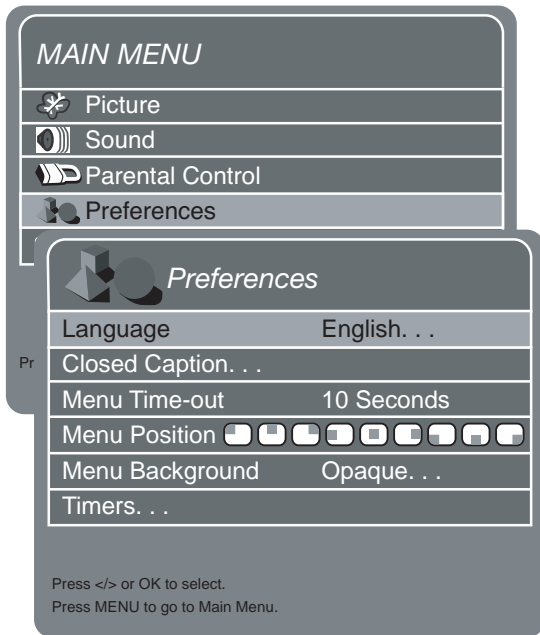 MAIN MENU
Picture
Sound
Parental Control
Preferences
Pr
Preferences
Language English. . .
Closed Caption. . .
Menu Time-out 10 Seconds
Menu Position
Menu Background Opaque. . .
Timers. . .
Press </> or OK to select.
Press MENU to go to Main Menu.